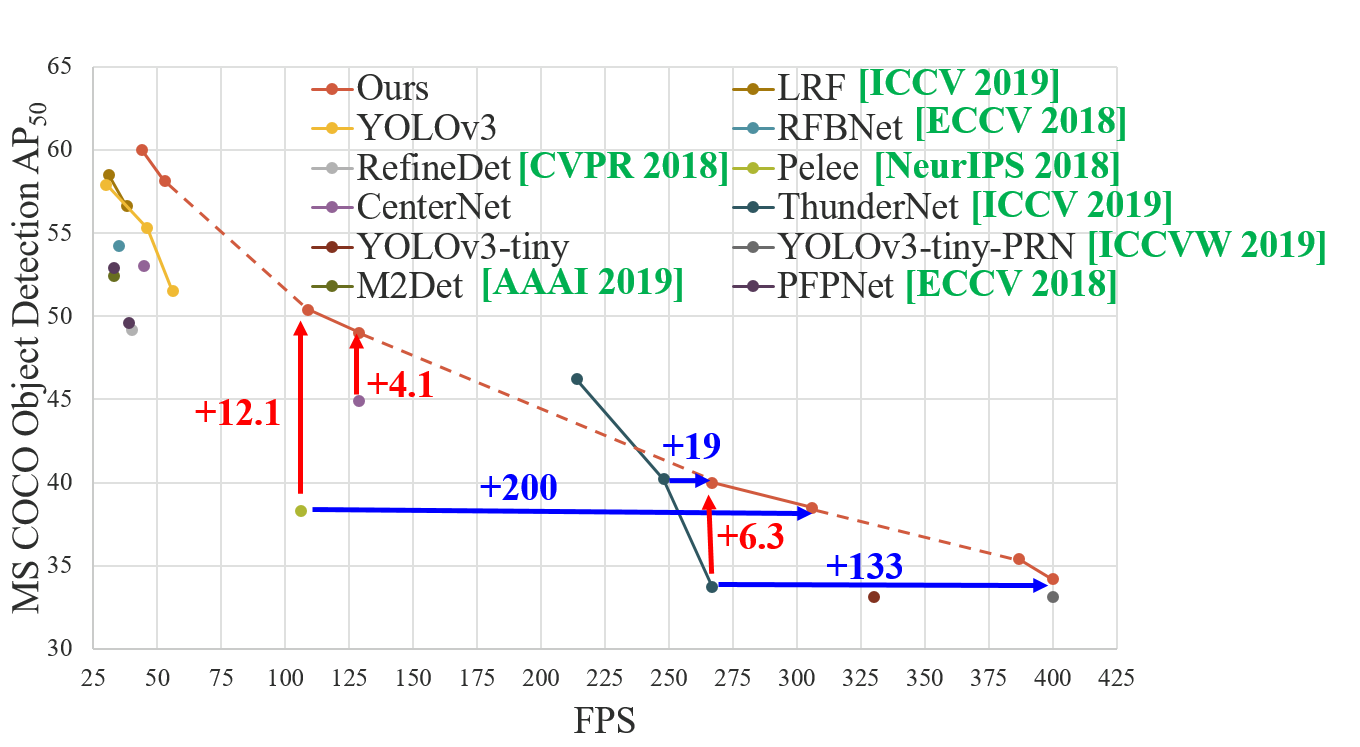 MS COCO Object Detection AP50
65
60
55
50
45
40
35
30
Ours
YOLOv3
RefineDet [CVPR 2018]
CenterNet
YOLOv3-tiny
M2Det [AAAI 2019]
LRF [ICCV 2019]
RFBNet [ECCV 2018]
Pelee [NeurIPS 2018]
ThunderNet [ICCV 2019]
YOLOv3-tiny-PRN [ICCVW 2019]
PFPNet [ECCV 2018]
+12.1
+4.1
+19
+200
+6.3
+133
25 50 75 100 125 150 175 200 225 250 275 300 325 350 375 400 425
FPS